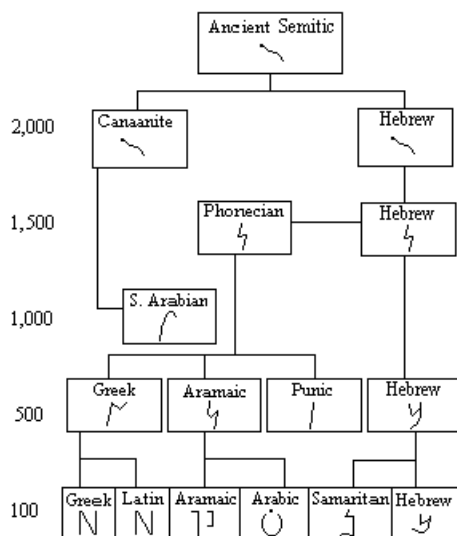 Ancient Semitic
2,000
Canaanite
Hebrew
1,500
Phonecian
Hebrew
1,000
S. Arabian
500
Greek
Aramaic
Punic
Hebrew
100
Greek
Latin
Aramaic
Arabic
Samaritan
Hebrew